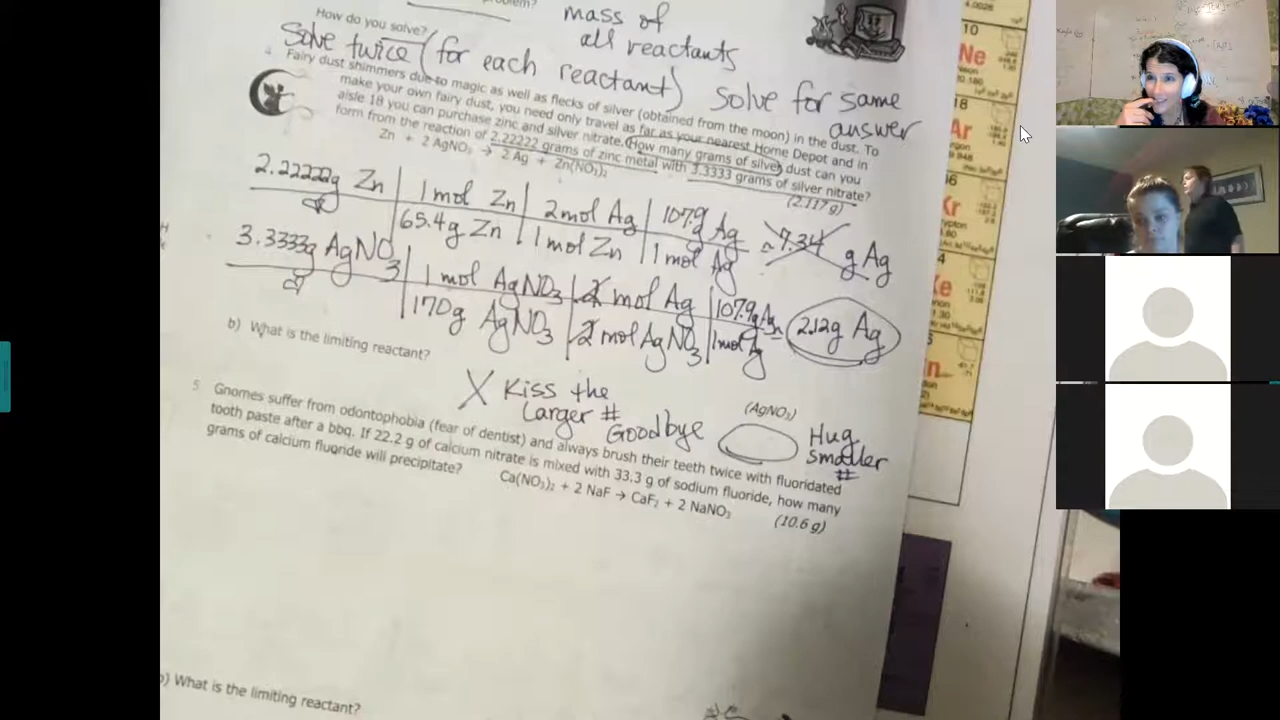 problem?
mass of
all reactants
How do you solve?
Solve twice (for each reactant) solve for same
answer
Fairy dust shimmers due to magic as well as flecks of silver (obtained from the moon) in the dust. To
make your own fairy dust, you need only travel as far as your nearest Home Depot and in
aisle 18 you can purchase zinc and silver nitrate. How many grams of silver dust can you
form from the reaction of 2.22222 grams of zinc metal with 3.3333 grams of silver nitrate?
Zn + 2 AgNO₃ → 2 Ag + Zn(NO₃)₂
(2.117 g)
2.22222g Zn | 1 mol Zn | 2 mol Ag | 107.9g Ag
65.4g Zn | 1 mol Zn | 1 mol Ag
≈ 7.34 g Ag
3.3333g AgNO3 | 1 mol AgNO3 | 2 mol Ag | 107.9g Ag
170g AgNO3 | 2 mol AgNO3 | 1 mol Ag
2.12g Ag
b) What is the limiting reactant?
X Kiss the
Larger #
Goodbye
(AgNO₃)
Hug
smaller
#
5 Gnomes suffer from odontophobia (fear of dentist) and always brush their teeth twice with fluoridated
tooth paste after a bbq. If 22.2 g of calcium nitrate is mixed with 33.3 g of sodium fluoride, how many
grams of calcium fluoride will precipitate?
Ca(NO₃)₂ + 2 NaF → CaF₂ + 2 NaNO₃
(10.6 g)
b) What is the limiting reactant?
4.0026
10
Ne
18
Ar
Kr